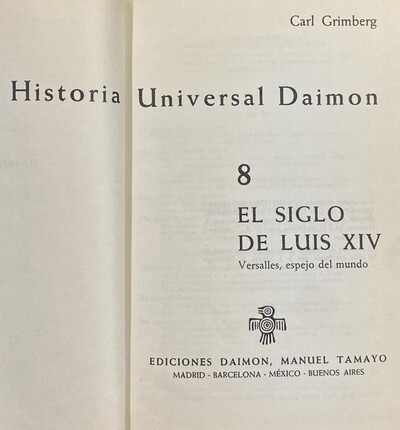 Carl Grimberg
Historia Universal Daimon
8
EL SIGLO
DE LUIS XIV
Versalles, espejo del mundo
EDICIONES DAIMON, MANUEL TAMAYO
MADRID - BARCELONA - MÉXICO - BUENOS AIRES